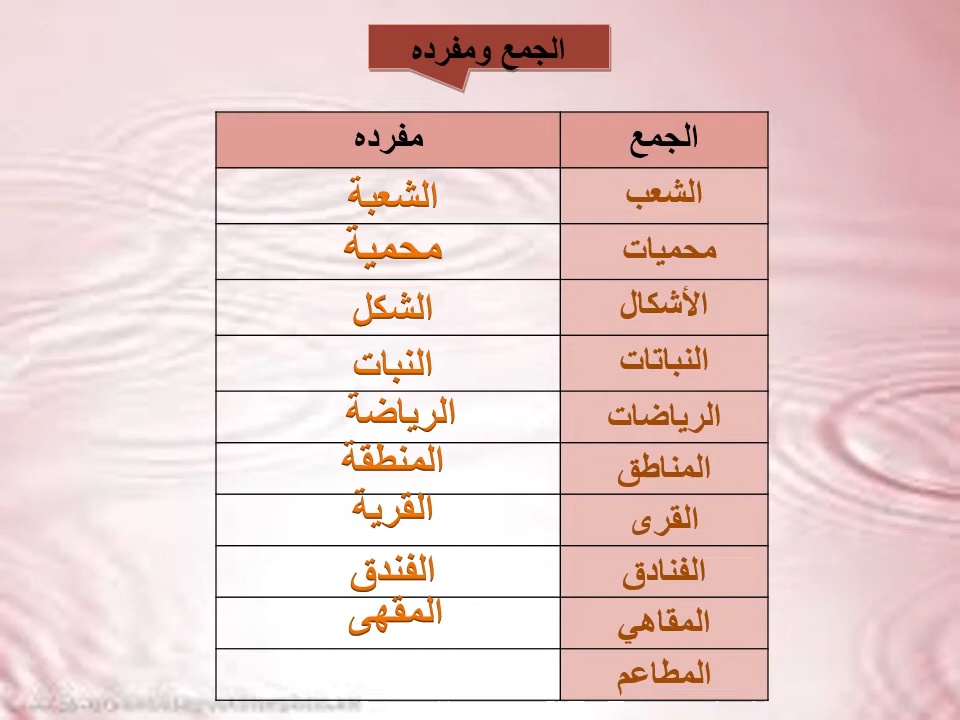 الجمع ومفرده
الجمع مفرده
الشعب الشعبة
محميات محمية
الأشكال الشكل
النباتات النبات
الرياضات الرياضة
المناطق المنطقة
القرى القرية
الفنادق الفندق
المقاهي المقهى
المطاعم